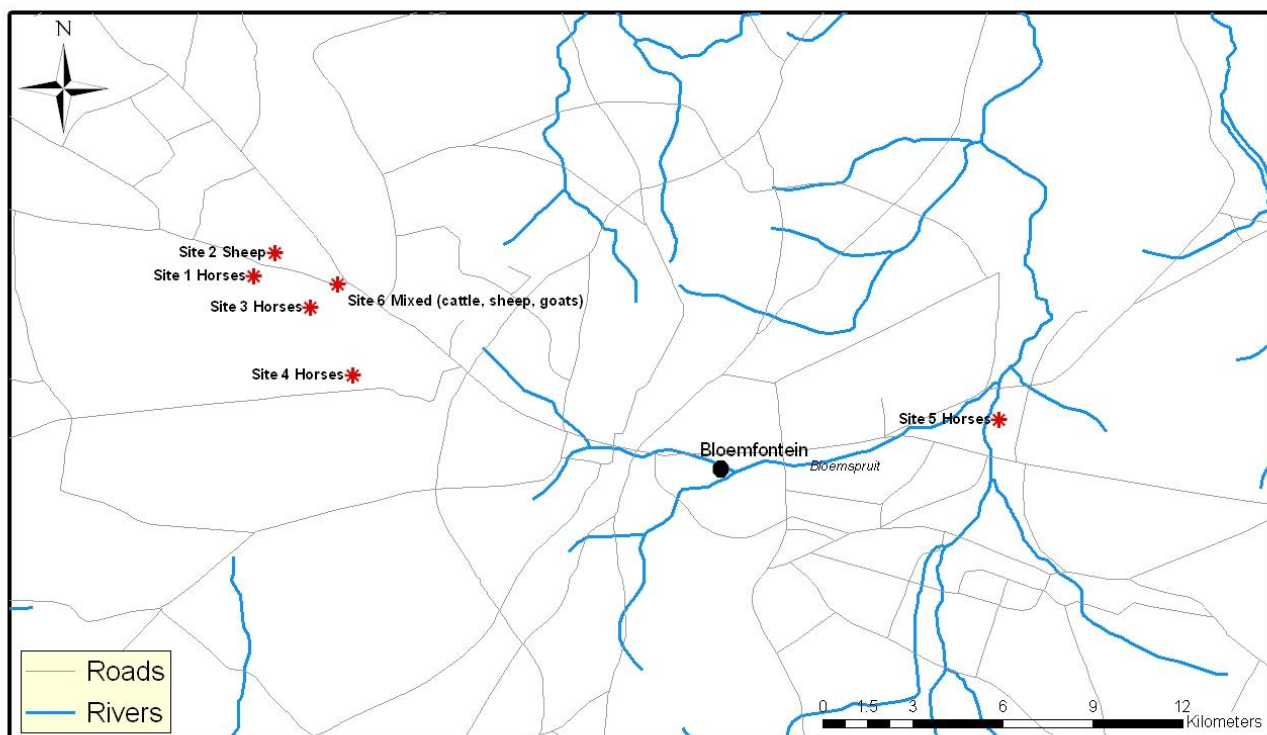 N
Site 2 Sheep
Site 1 Horses
Site 6 Mixed (cattle, sheep, goats)
Site 3 Horses
Site 4 Horses
Site 5 Horses
Bloemfontein
Bloemspruit
Roads
Rivers
0 1.5 3 6 9 12
Kilometers